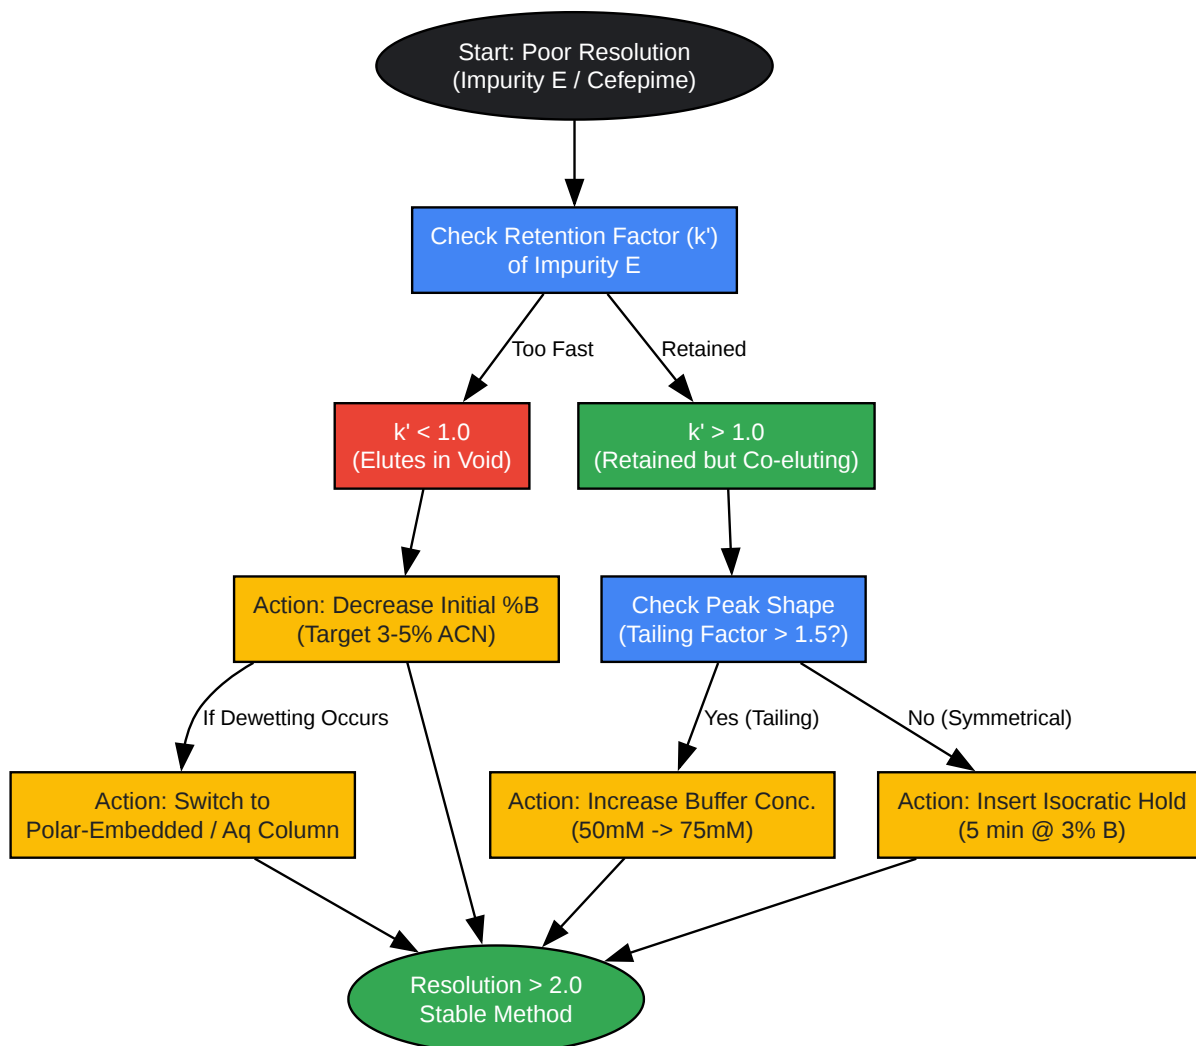 Start: Poor Resolution
(Impurity E / Cefepime)
Check Retention Factor (k')
of Impurity E
Too Fast
Retained
k' < 1.0
(Elutes in Void)
k' > 1.0
(Retained but Co-eluting)
Action: Decrease Initial %B
(Target 3-5% ACN)
Check Peak Shape
(Tailing Factor > 1.5?)
If Dewetting Occurs
Yes (Tailing)
No (Symmetrical)
Action: Switch to
Polar-Embedded / Aq Column
Action: Increase Buffer Conc.
(50mM -> 75mM)
Action: Insert Isocratic Hold
(5 min @ 3% B)
Resolution > 2.0
Stable Method